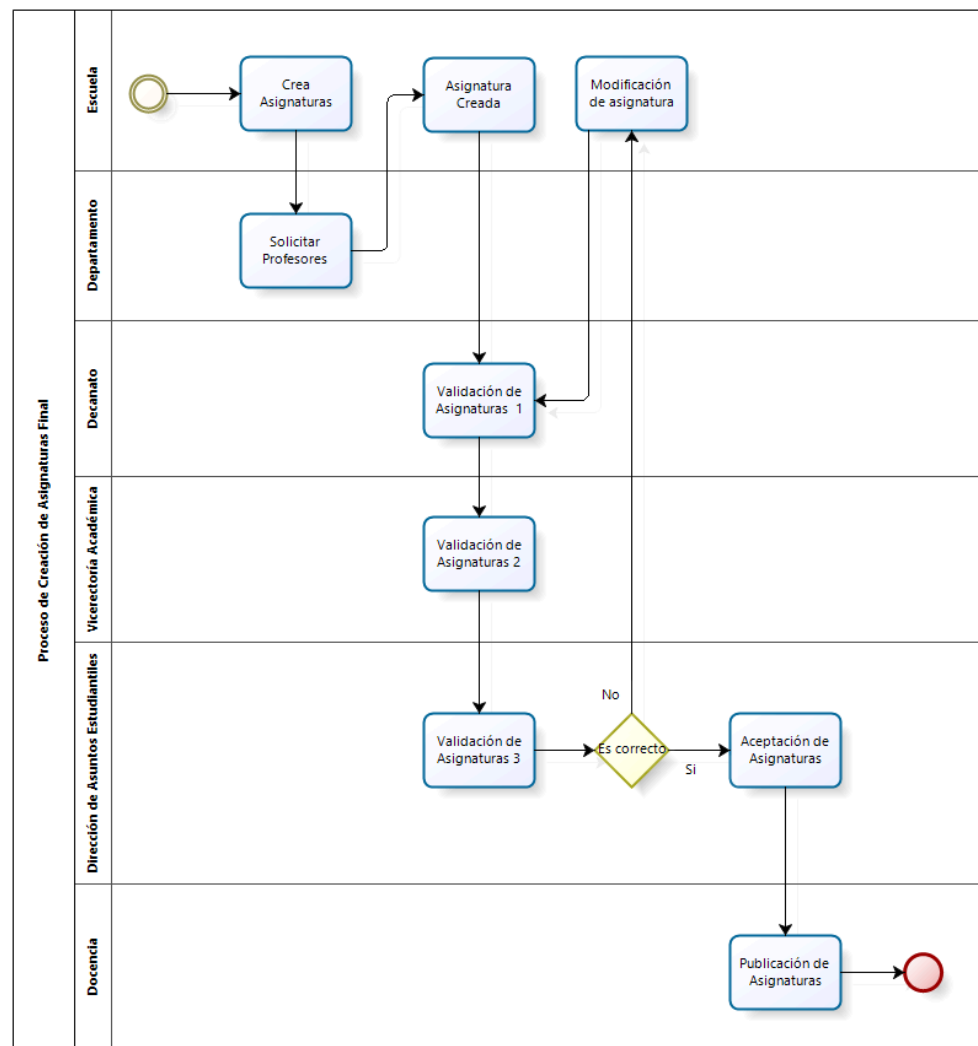 Proceso de Creación de Asignaturas Final
Escuela
Crea
Asignaturas
Asignatura
Creada
Modificación
de asignatura
Departamento
Solicitar
Profesores
Decanato
Validación de
Asignaturas 1
Vicerectoría Académica
Validación de
Asignaturas 2
Dirección de Asuntos Estudiantiles
Validación de
Asignaturas 3
Es correcto
No
Si
Aceptación de
Asignaturas
Docencia
Publicación de
Asignaturas